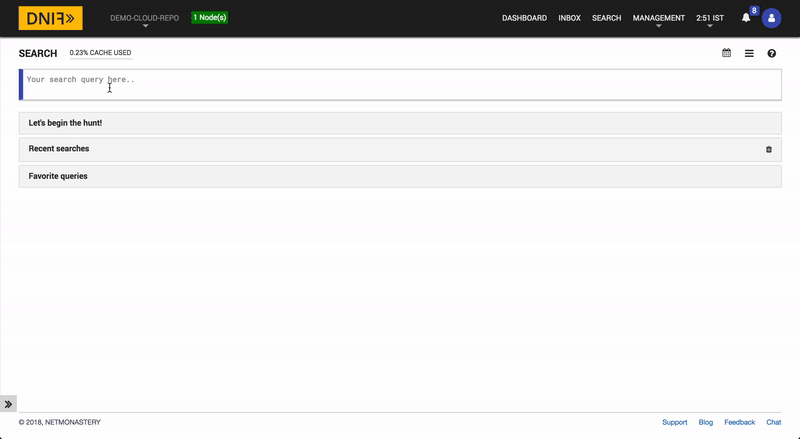 DNIF»
DEMO-CLOUD-REPO
1 Node(s)
DASHBOARD
INBOX
SEARCH
MANAGEMENT
2:51 IST
8
SEARCH
0.23% CACHE USED
Your search query here..
Let's begin the hunt!
Recent searches
Favorite queries
© 2018, NETMONASTERY
Support
Blog
Feedback
Chat